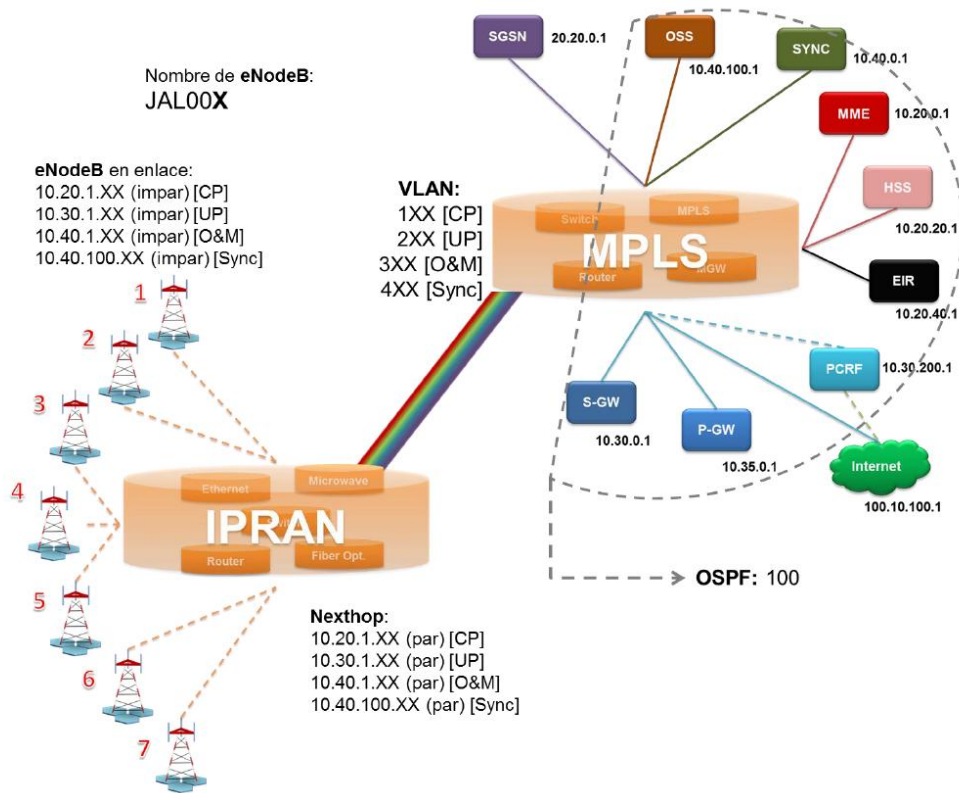 SGSN
20.20.0.1
OSS
10.40.100.1
SYNC
10.40.0.1
Nombre de eNodeB:
JAL00X
MME
10.20.0.1
eNodeB en enlace:
10.20.1.XX (impar) [CP]
10.30.1.XX (impar) [UP]
10.40.1.XX (impar) [O&M]
10.40.100.XX (impar) [Sync]
VLAN:
1XX [CP]
2XX [UP]
3XX [O&M]
4XX [Sync]
Switch
MPLS
MPLS
Router
MGW
HSS
10.20.20.1
EIR
10.20.40.1
1
2
3
4
5
6
7
PCRF
10.30.200.1
S-GW
10.30.0.1
P-GW
10.35.0.1
Internet
100.10.100.1
Ethernet
Microwave
IPRAN
Router
Fiber Opt.
OSPF: 100
Nexthop:
10.20.1.XX (par) [CP]
10.30.1.XX (par) [UP]
10.40.1.XX (par) [O&M]
10.40.100.XX (par) [Sync]